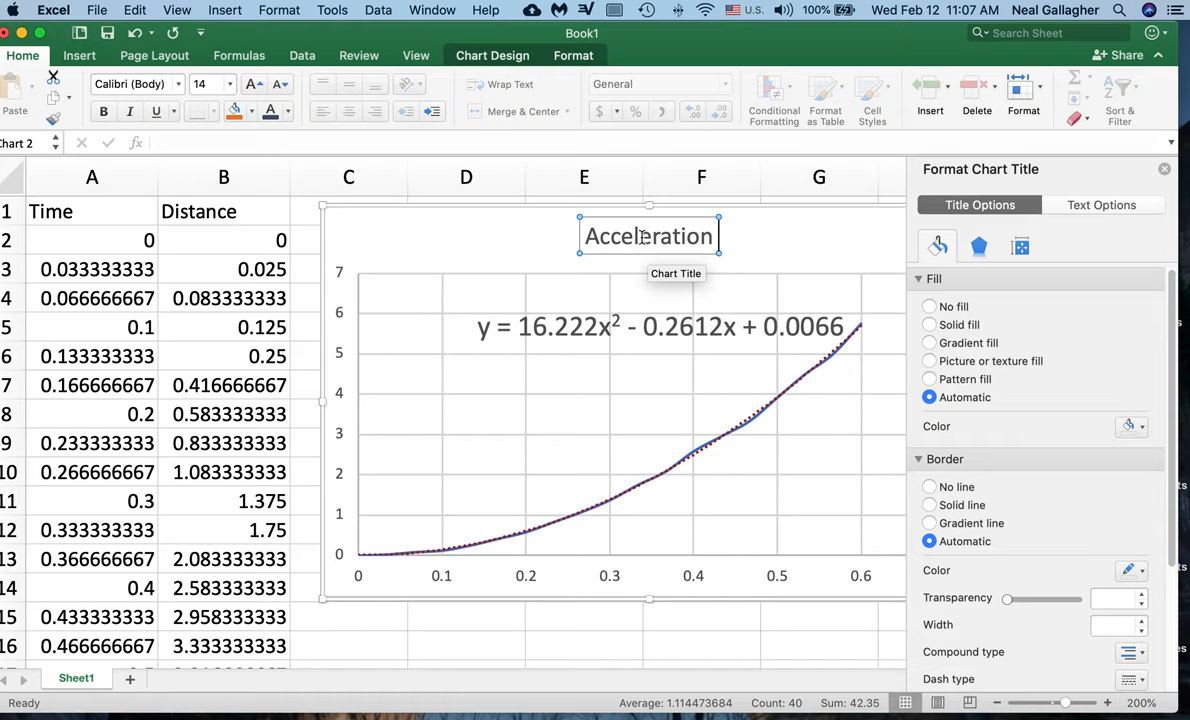 Excel File Edit View Insert Format Tools Data Window Help U.S. 100% Wed Feb 12 11:07 AM Neal Gallagher
Book1
Search Sheet
Home Insert Page Layout Formulas Data Review View Chart Design Format
Share
Paste
Calibri (Body) 14
Wrap Text
General
B I U
Merge & Center
$ %
Conditional Formatting
Format as Table
Cell Styles
Insert
Delete
Format
Sort & Filter
Chart 2
fx
A B C D E F G
1 Time Distance
2 0 0
3 0.033333333 0.025
4 0.066666667 0.083333333
5 0.1 0.125
6 0.133333333 0.25
7 0.166666667 0.416666667
8 0.2 0.583333333
9 0.233333333 0.833333333
10 0.266666667 1.083333333
11 0.3 1.375
12 0.333333333 1.75
13 0.366666667 2.083333333
14 0.4 2.583333333
15 0.433333333 2.958333333
16 0.466666667 3.333333333
Acceleration
Chart Title
y = 16.222x² - 0.2612x + 0.0066
7
6
5
4
3
2
1
0
0 0.1 0.2 0.3 0.4 0.5 0.6
Format Chart Title
Title Options Text Options
Fill
No fill
Solid fill
Gradient fill
Picture or texture fill
Pattern fill
Automatic
Color
Border
No line
Solid line
Gradient line
Automatic
Color
Transparency
Width
Compound type
Dash type
Sheet1
Ready
Average: 1.114473684 Count: 40 Sum: 42.35
200%